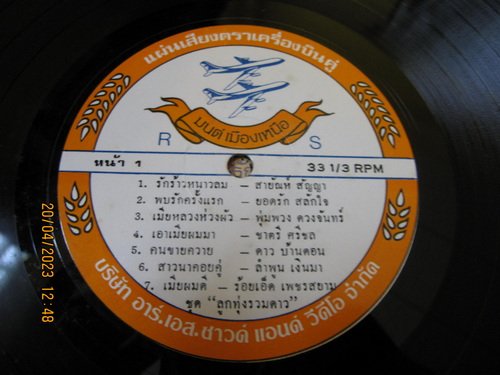 แผ่นเสียงตราเครื่องบินคู่
มนต์เมืองเหนือ
R S
หน้า 1 33 1/3 RPM
1. รักร้าวหนาวลม – สายัณห์ สัญญา
2. พบรักครั้งแรก – ยอดรัก สลักใจ
3. เมียหลวงห่วงผัว – พุ่มพวง ดวงจันทร์
4. เอาเมียผมมา – ชาตรี ศรีชล
5. คนขายควาย – ดาว บ้านดอน
6. สาวนาคอยคู่ – ลำพูน เงินมา
7. เมียผมดี – ร้อยเอ็ด เพชรสยาม
ชุด "ลูกทุ่งรวมดาว"
บริษัท อาร์.เอส.ซาวด์ แอนด์ วิดีโอ จำกัด
20/04/2023 12:48